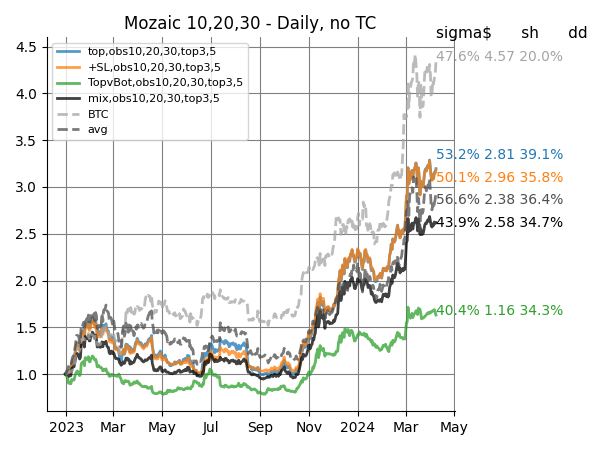 Mozaic 10,20,30 - Daily, no TC
sigma$ sh dd
top,obs10,20,30,top3,5
+SL,obs10,20,30,top3,5
TopvBot,obs10,20,30,top3,5
mix,obs10,20,30,top3,5
BTC
avg
47.6% 4.57 20.0%
53.2% 2.81 39.1%
50.1% 2.96 35.8%
56.6% 2.38 36.4%
43.9% 2.58 34.7%
40.4% 1.16 34.3%
4.5
4.0
3.5
3.0
2.5
2.0
1.5
1.0
2023 Mar May Jul Sep Nov 2024 Mar May